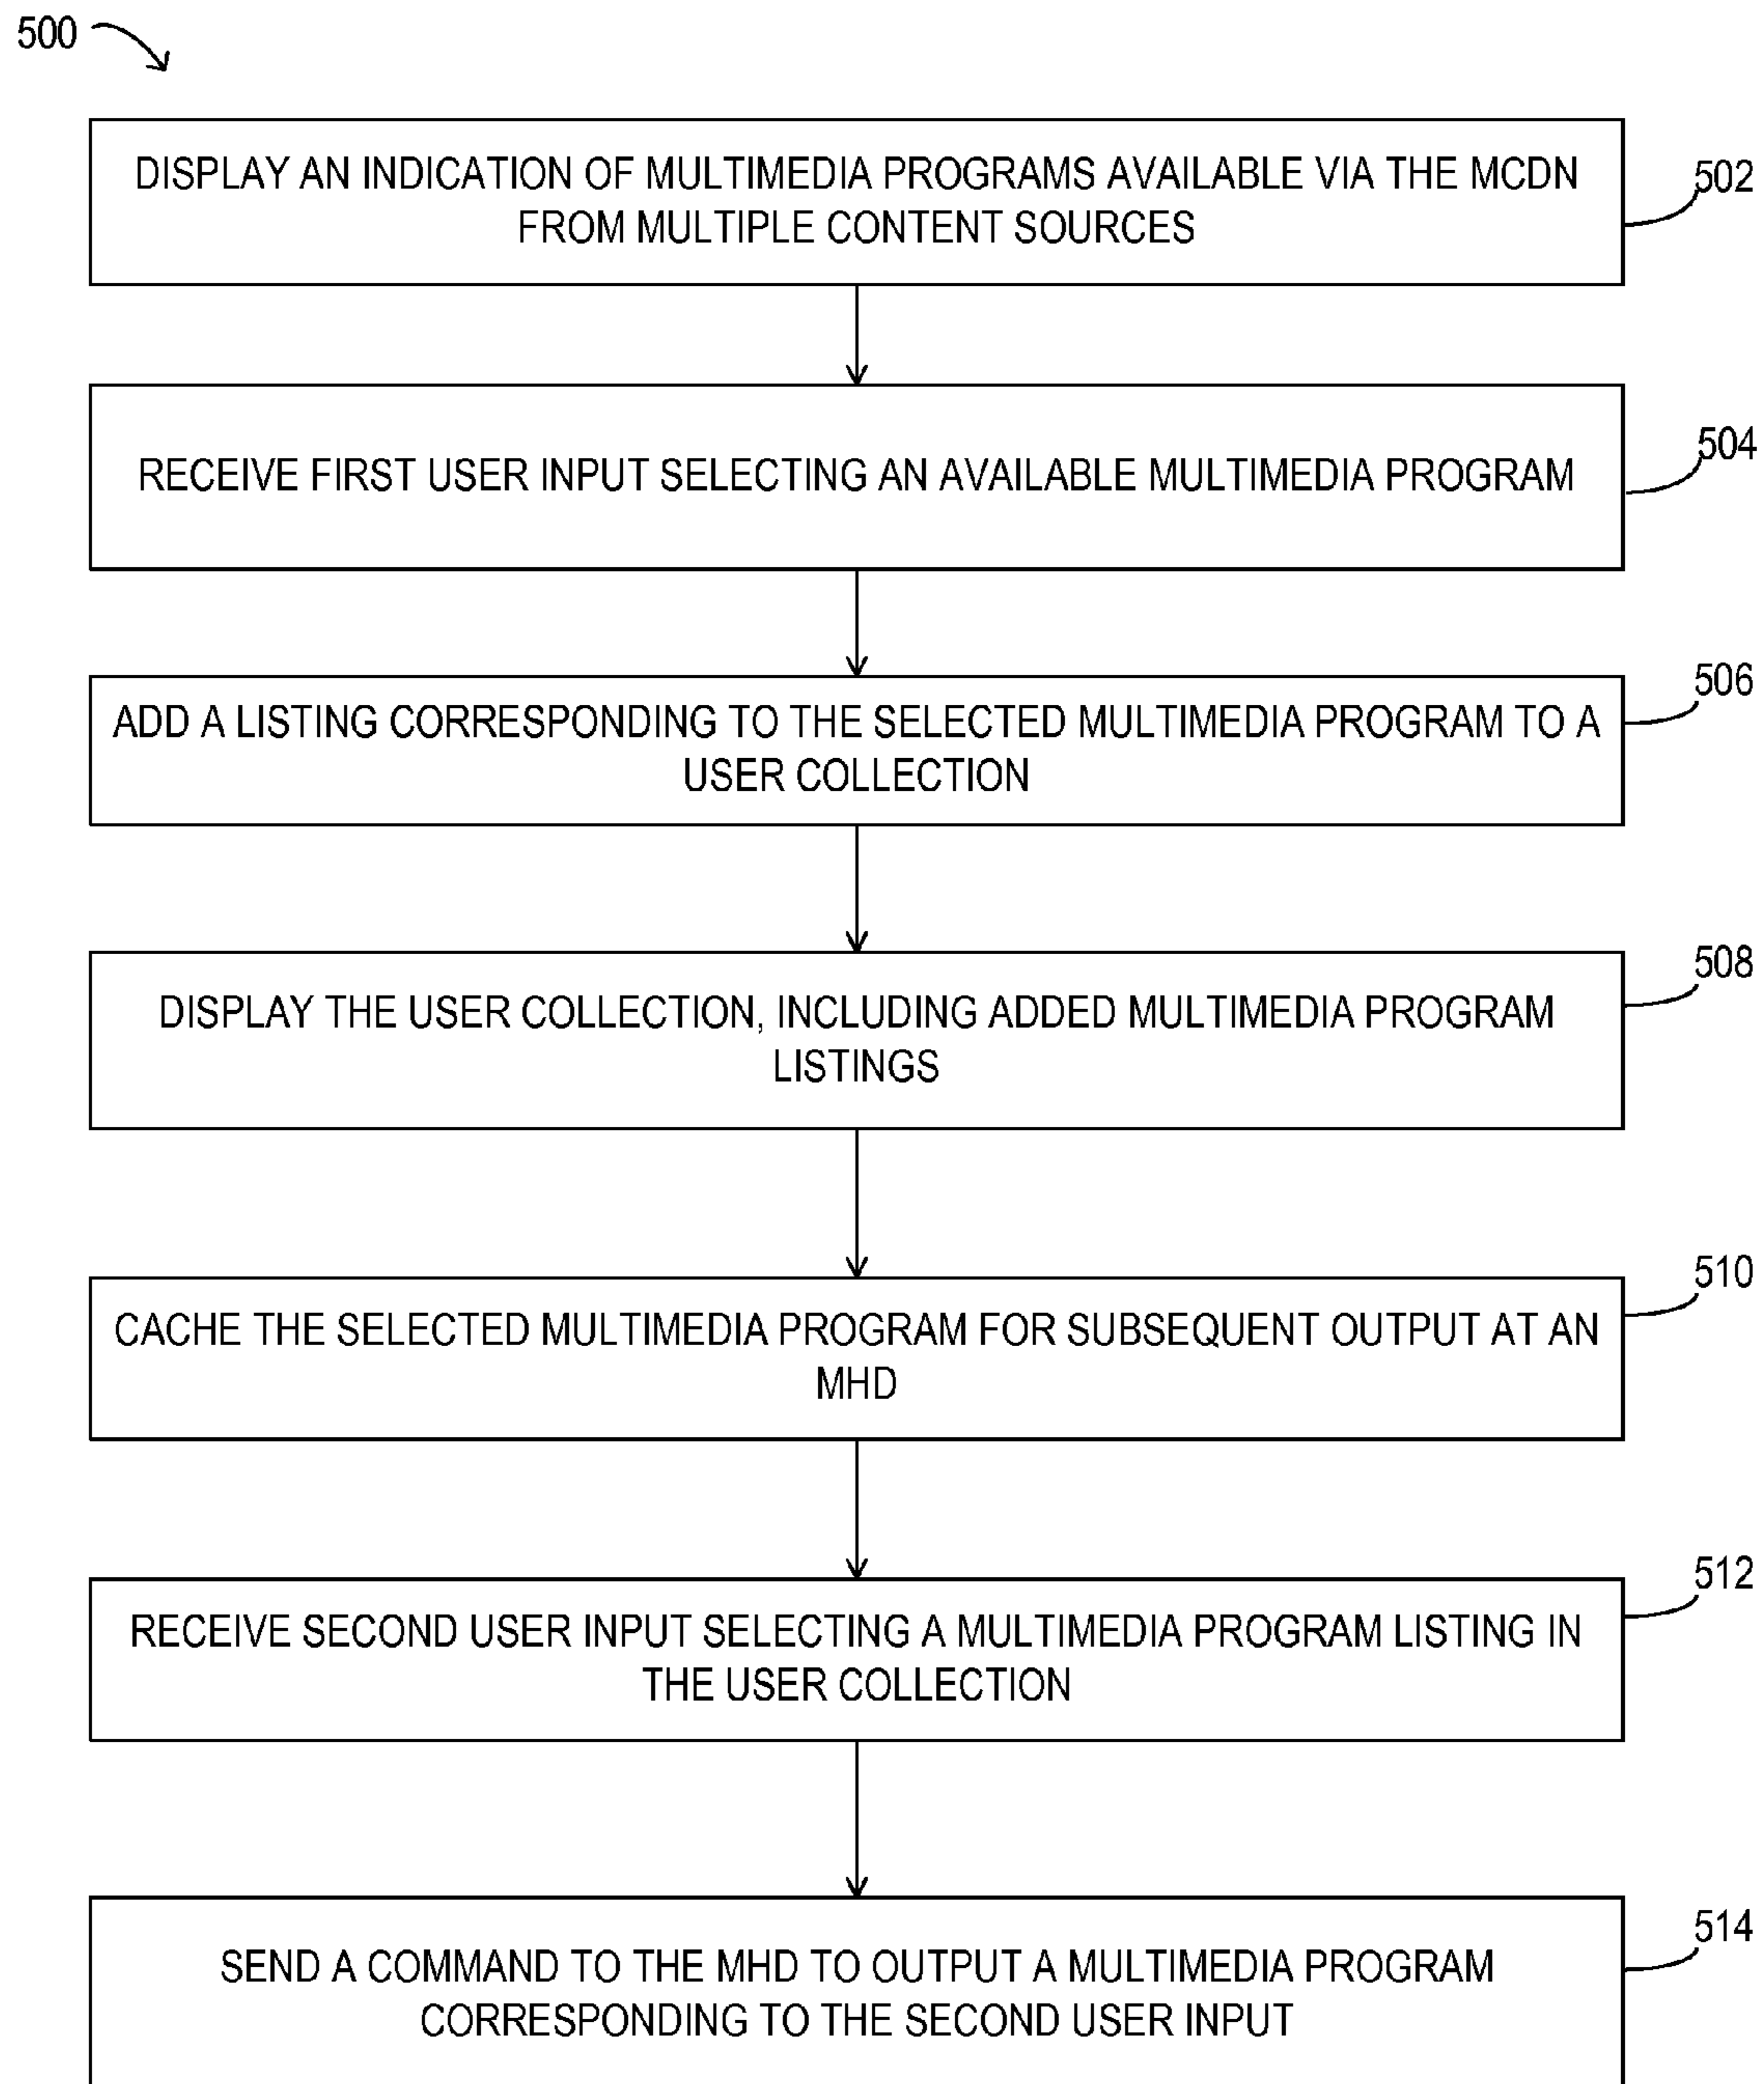 500
DISPLAY AN INDICATION OF MULTIMEDIA PROGRAMS AVAILABLE VIA THE MCDN
FROM MULTIPLE CONTENT SOURCES
502
RECEIVE FIRST USER INPUT SELECTING AN AVAILABLE MULTIMEDIA PROGRAM
504
ADD A LISTING CORRESPONDING TO THE SELECTED MULTIMEDIA PROGRAM TO A
USER COLLECTION
506
DISPLAY THE USER COLLECTION, INCLUDING ADDED MULTIMEDIA PROGRAM
LISTINGS
508
CACHE THE SELECTED MULTIMEDIA PROGRAM FOR SUBSEQUENT OUTPUT AT AN
MHD
510
RECEIVE SECOND USER INPUT SELECTING A MULTIMEDIA PROGRAM LISTING IN
THE USER COLLECTION
512
SEND A COMMAND TO THE MHD TO OUTPUT A MULTIMEDIA PROGRAM
CORRESPONDING TO THE SECOND USER INPUT
514